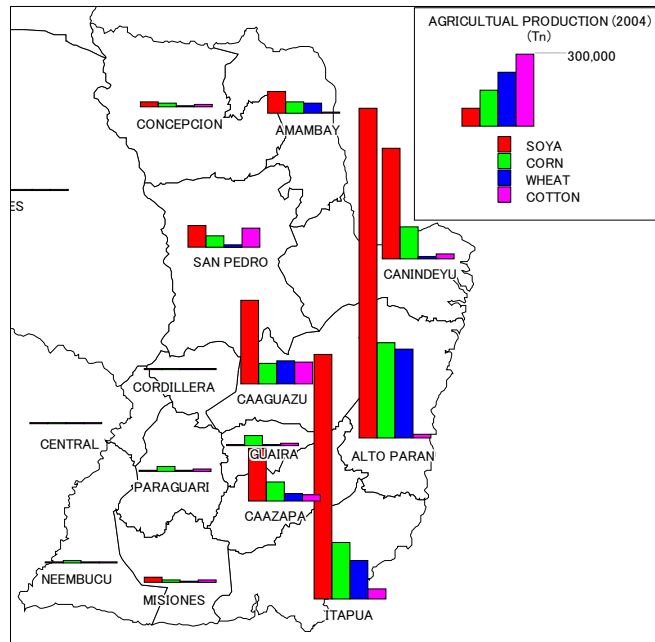 AGRICULTUAL PRODUCTION (2004)
(Tn)
300,000
SOYA
CORN
WHEAT
COTTON
CONCEPCION
AMAMBAY
ES
SAN PEDRO
CANINDEYU
CORDILLERA
CAAGUAZU
CENTRAL
GUAIRA
ALTO PARAN
PARAGUARI
CAAZAPA
NEEMBUCU
MISIONES
ITAPUA